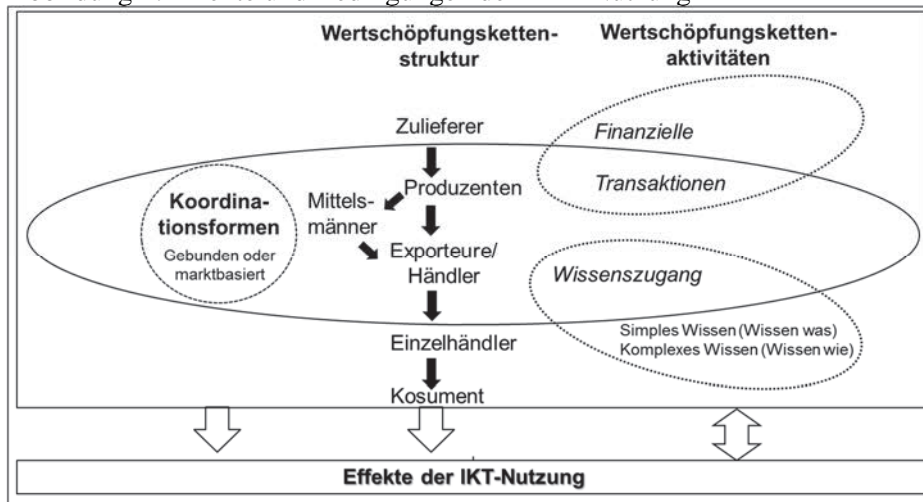 Wertschöpfungsketten-
struktur
Wertschöpfungsketten-
aktivitäten
Zulieferer
Finanzielle
Transaktionen
Produzenten
Mittels-
männer
Koordina-
tionsformen
Gebunden oder
marktbasiert
Exporteure/
Händler
Wissenszugang
Simples Wissen (Wissen was)
Komplexes Wissen (Wissen wie)
Einzelhändler
Kosument
Effekte der IKT-Nutzung